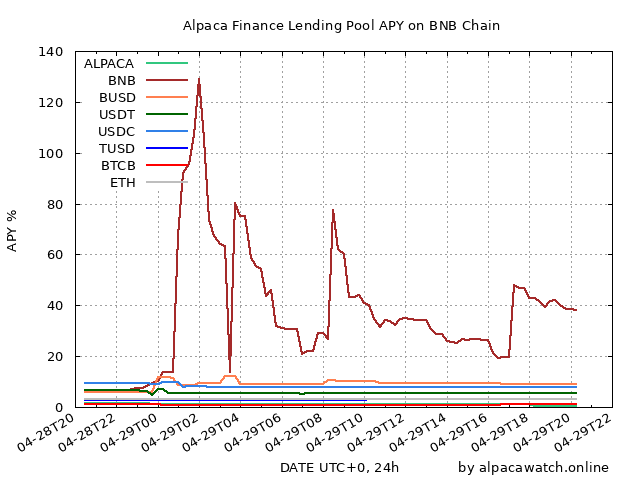 Alpaca Finance Lending Pool APY on BNB Chain
140
120
100
80
60
40
20
0
APY %
ALPACA
BNB
BUSD
USDT
USDC
TUSD
BTCB
ETH
04-28T20
04-28T22
04-29T00
04-29T02
04-29T04
04-29T06
04-29T08
04-29T10
04-29T12
04-29T14
04-29T16
04-29T18
04-29T20
04-29T22
DATE UTC+0, 24h
by alpacawatch.online